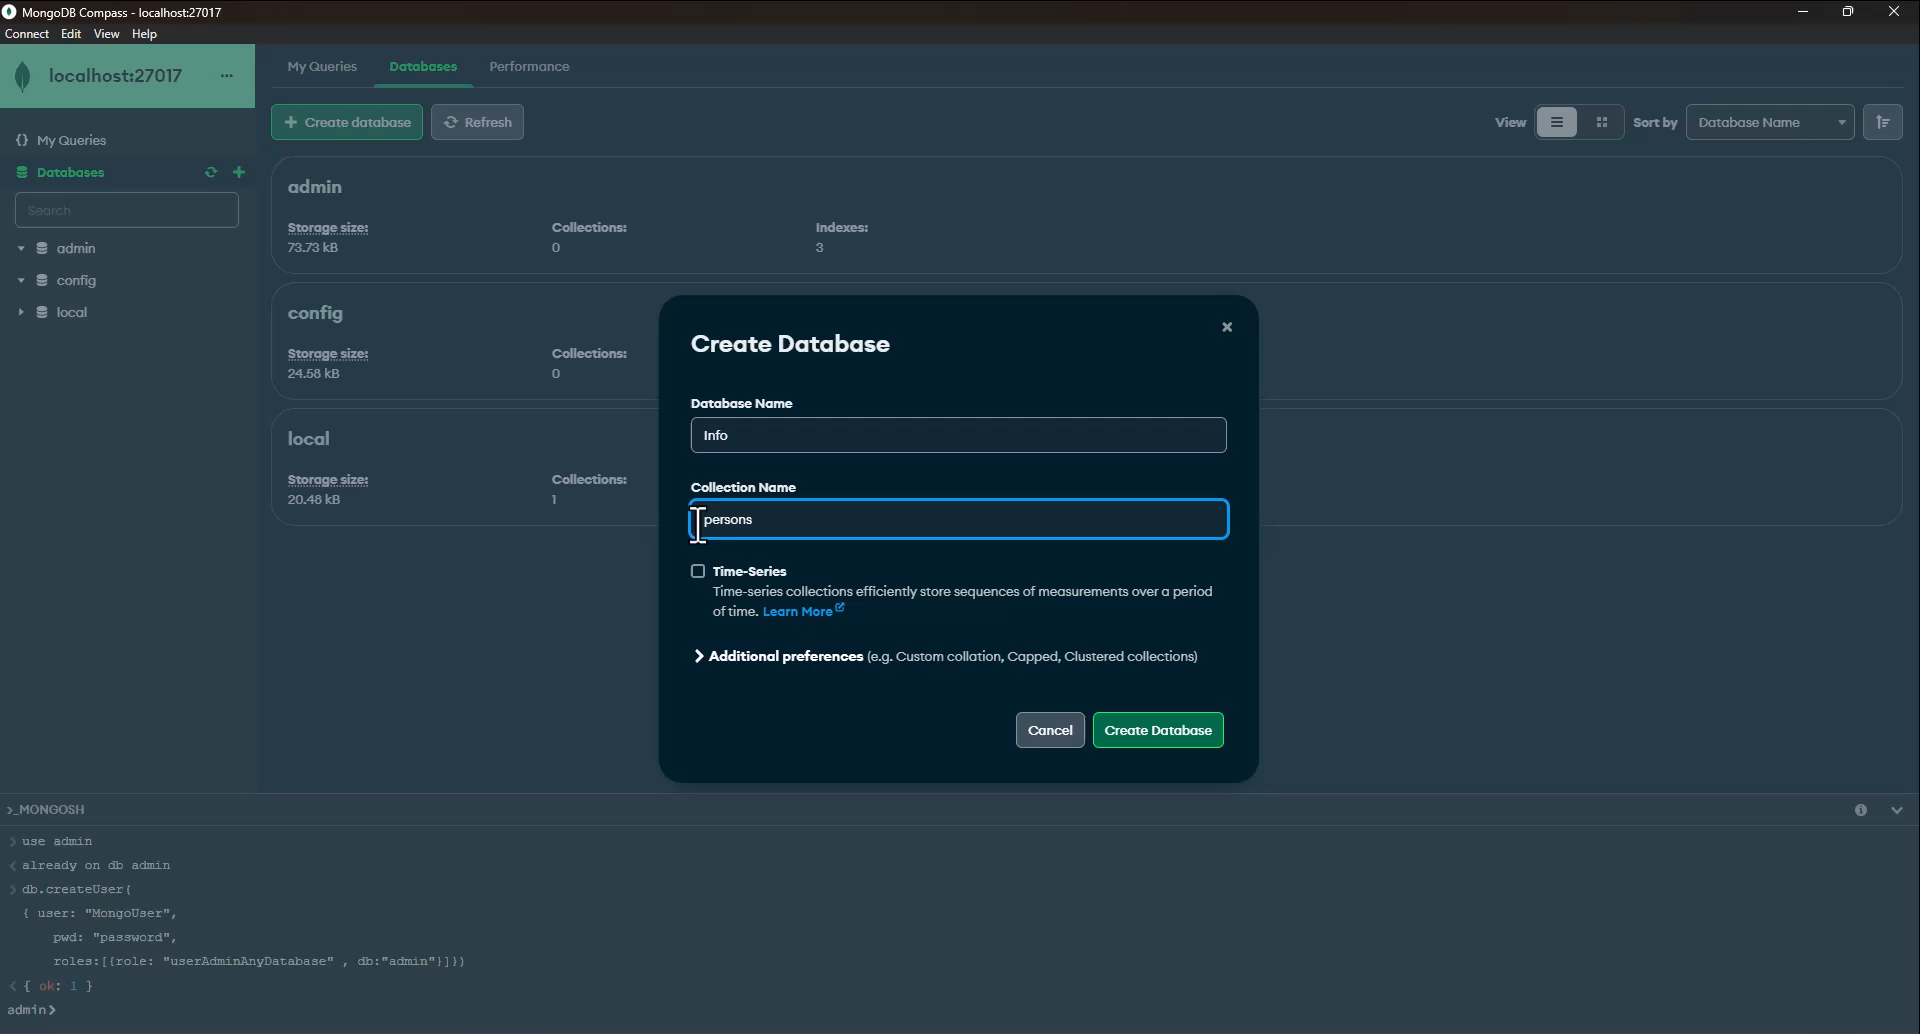 MongoDB Compass - localhost:27017
Connect Edit View Help
localhost:27017 ...
My Queries Databases Performance
+ Create database Refresh
View Sort by Database Name
{} My Queries
Databases
Search
admin
config
local
admin
Storage size: Collections: Indexes:
73.73 kB 0 3
config
Storage size: Collections:
24.58 kB 0
local
Storage size: Collections:
20.48 kB 1
Create Database
Database Name
Info
Collection Name
persons
Time-Series
Time-series collections efficiently store sequences of measurements over a period
of time. Learn More
Additional preferences (e.g. Custom collation, Capped, Clustered collections)
Cancel Create Database
>_MONGOSH
> use admin
< already on db admin
> db.createUser(
{ user: "MongoUser",
pwd: "password",
roles:[{role: "userAdminAnyDatabase" , db:"admin"}]})
< { ok: 1 }
admin>